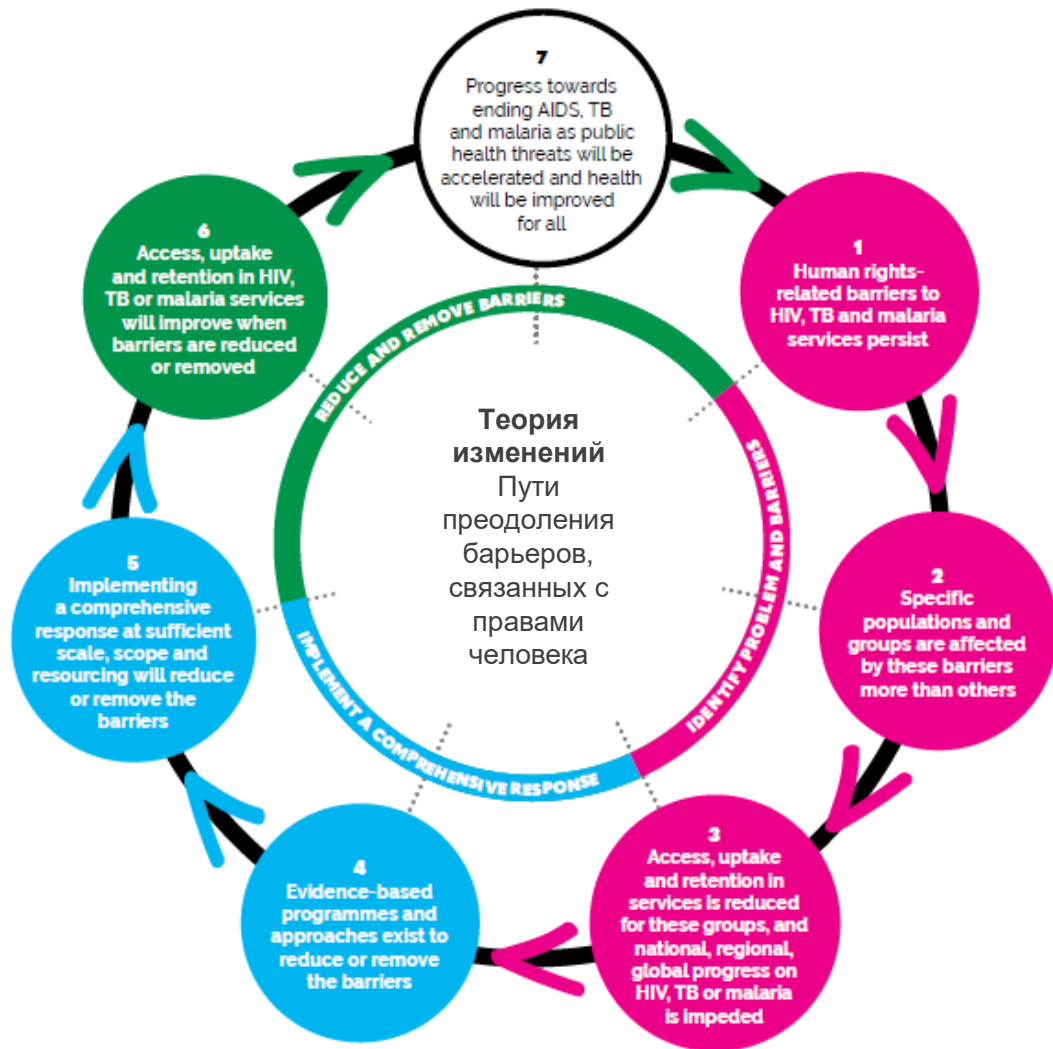 7
Progress towards
ending AIDS, TB
and malaria as public
health threats will be
accelerated and health
will be improved
for all
1
Human rights-
related barriers to
HIV, TB and malaria
services persist
2
Specific
populations and
groups are affected
by these barriers
more than others
3
Access, uptake
and retention in
services is reduced
for these groups, and
national, regional,
global progress on
HIV, TB or malaria
is impeded
4
Evidence-based
programmes and
approaches exist to
reduce or remove
the barriers
5
Implementing
a comprehensive
response at sufficient
scale, scope and
resourcing will reduce
or remove the
barriers
6
Access, uptake
and retention in HIV,
TB or malaria services
will improve when
barriers are reduced
or removed
REDUCE AND REMOVE BARRIERS
IDENTIFY PROBLEM AND BARRIERS
IMPLEMENT A COMPREHENSIVE RESPONSE
Теория
изменений
Пути
преодоления
барьеров,
связанных с
правами
человека